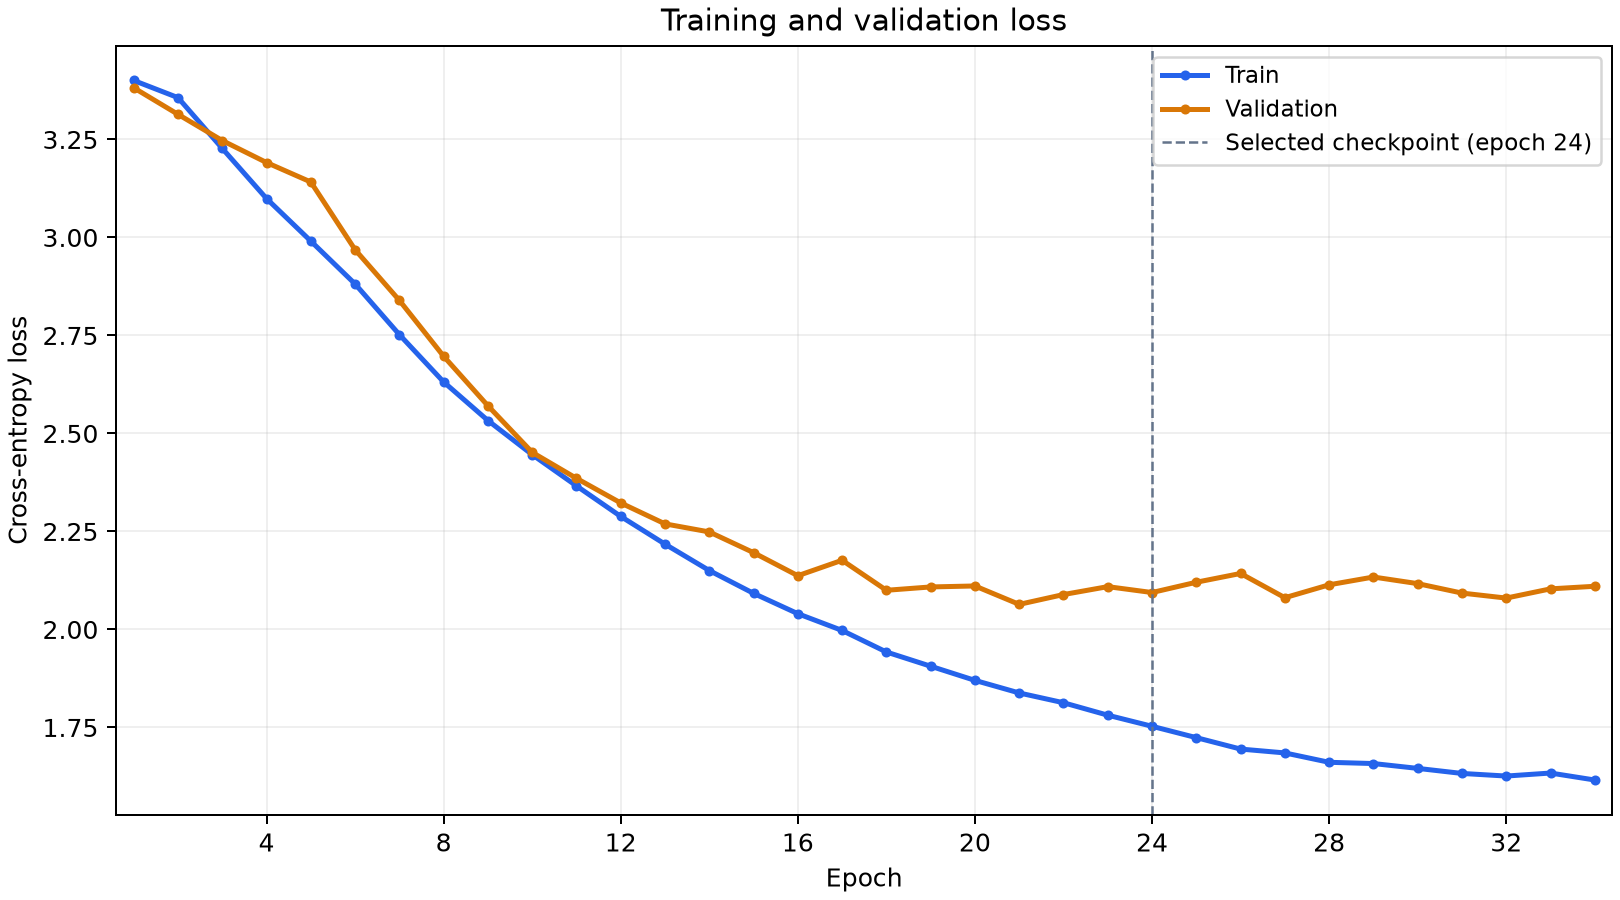 Training and validation loss
Train
Validation
Selected checkpoint (epoch 24)
Cross-entropy loss
3.25
3.00
2.75
2.50
2.25
2.00
1.75
4 8 12 16 20 24 28 32
Epoch